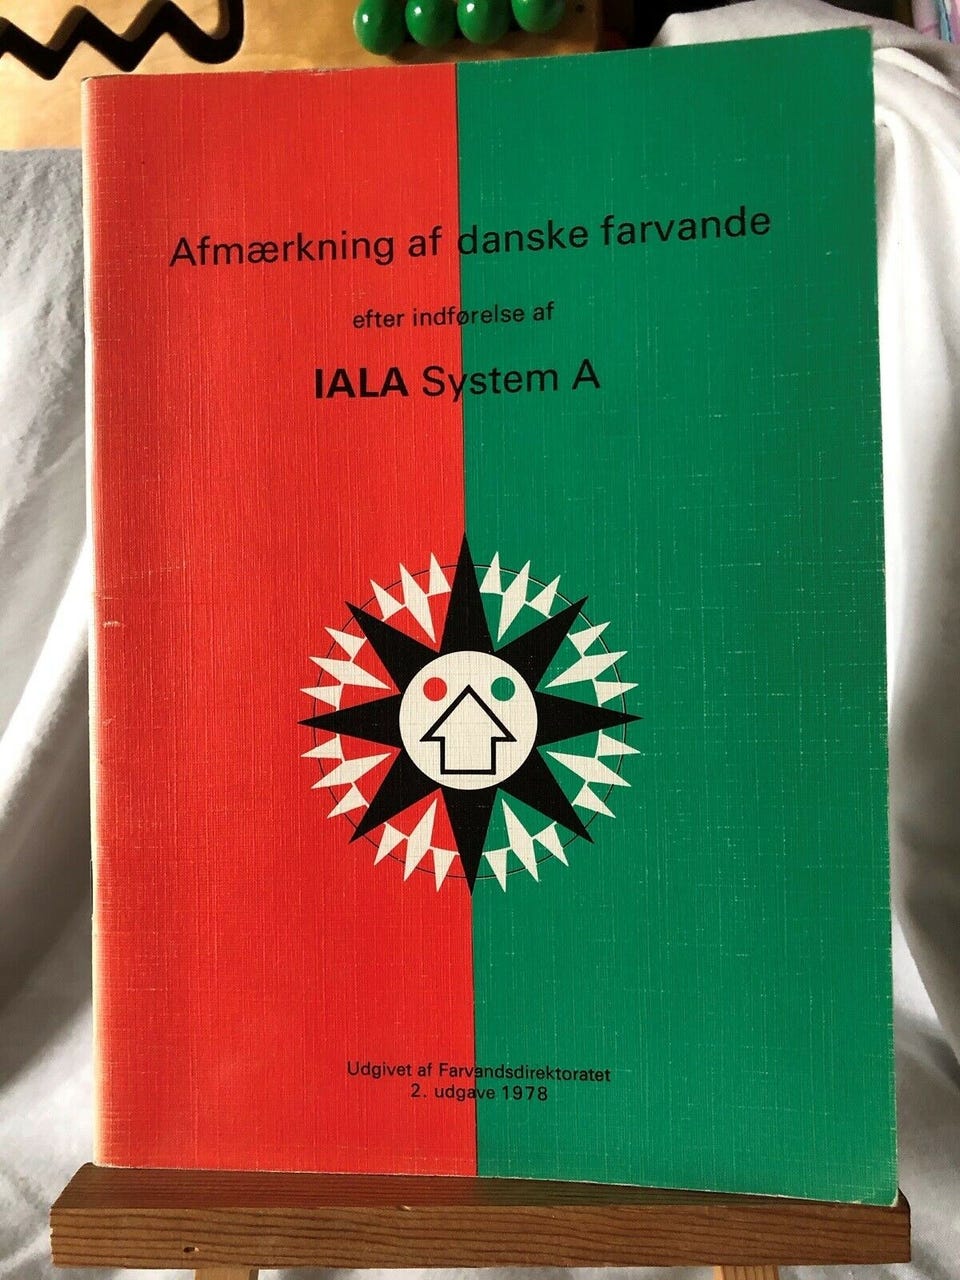 Afmærkning af danske farvande
efter indførelse af
IALA System A
Udgivet af Farvandsdirektoratet
2. udgave 1978